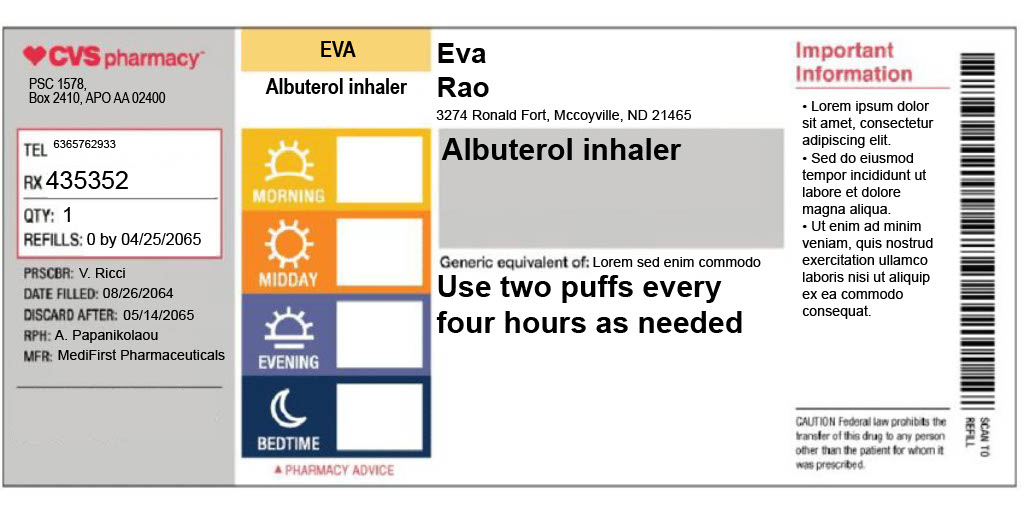 CVS pharmacy™
PSC 1578,
Box 2410, APO AA 02400
TEL 6365762933
RX 435352
QTY: 1
REFILLS: 0 by 04/25/2065
PRSCBR: V. Ricci
DATE FILLED: 08/26/2064
DISCARD AFTER: 05/14/2065
RPH: A. Papanikolaou
MFR: MediFirst Pharmaceuticals
EVA
Albuterol inhaler
MORNING
MIDDAY
EVENING
BEDTIME
▲ PHARMACY ADVICE
Eva
Rao
3274 Ronald Fort, Mccoyville, ND 21465
Albuterol inhaler
Generic equivalent of: Lorem sed enim commodo
Use two puffs every
four hours as needed
Important
Information
• Lorem ipsum dolor
sit amet, consectetur
adipiscing elit.
• Sed do eiusmod
tempor incididunt ut
labore et dolore
magna aliqua.
• Ut enim ad minim
veniam, quis nostrud
exercitation ullamco
laboris nisi ut aliquip
ex ea commodo
consequat.
CAUTION Federal law prohibits the
transfer of this drug to any person
other than the patient for whom it
was prescribed.
SCAN TO
REFILL